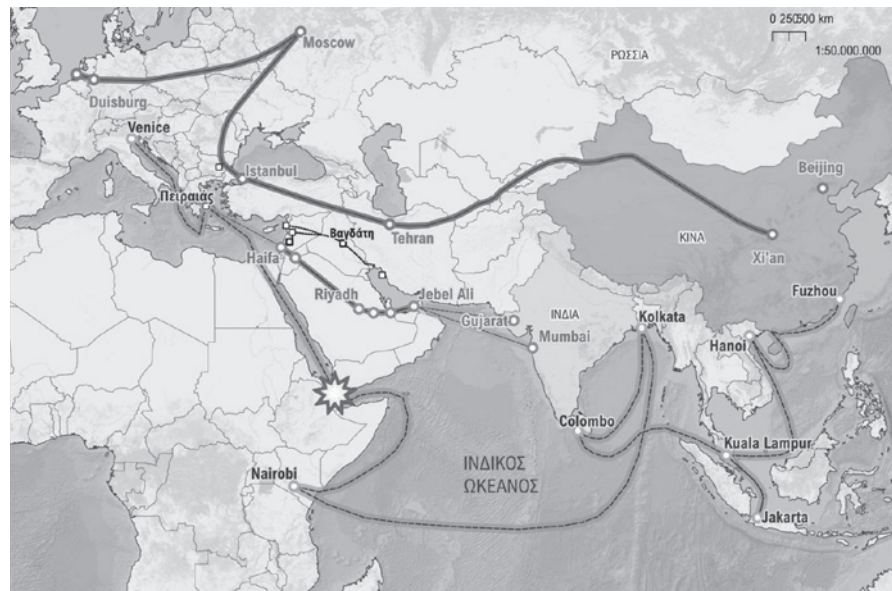 0 250500 km
1:50.000.000
Moscow
ΡΩΣΣΙΑ
Duisburg
Venice
Istanbul
Beijing
Πειραιάς
Βαγδάτη
Tehran
ΚΙΝΑ
Xi'an
Haifa
Riyadh
Jebel Ali
Fuzhou
Gujarat
ΙΝΔΙΑ
Kolkata
Mumbai
Hanoi
Colombo
Kuala Lampur
ΙΝΔΙΚΟΣ
ΩΚΕΑΝΟΣ
Nairobi
Jakarta